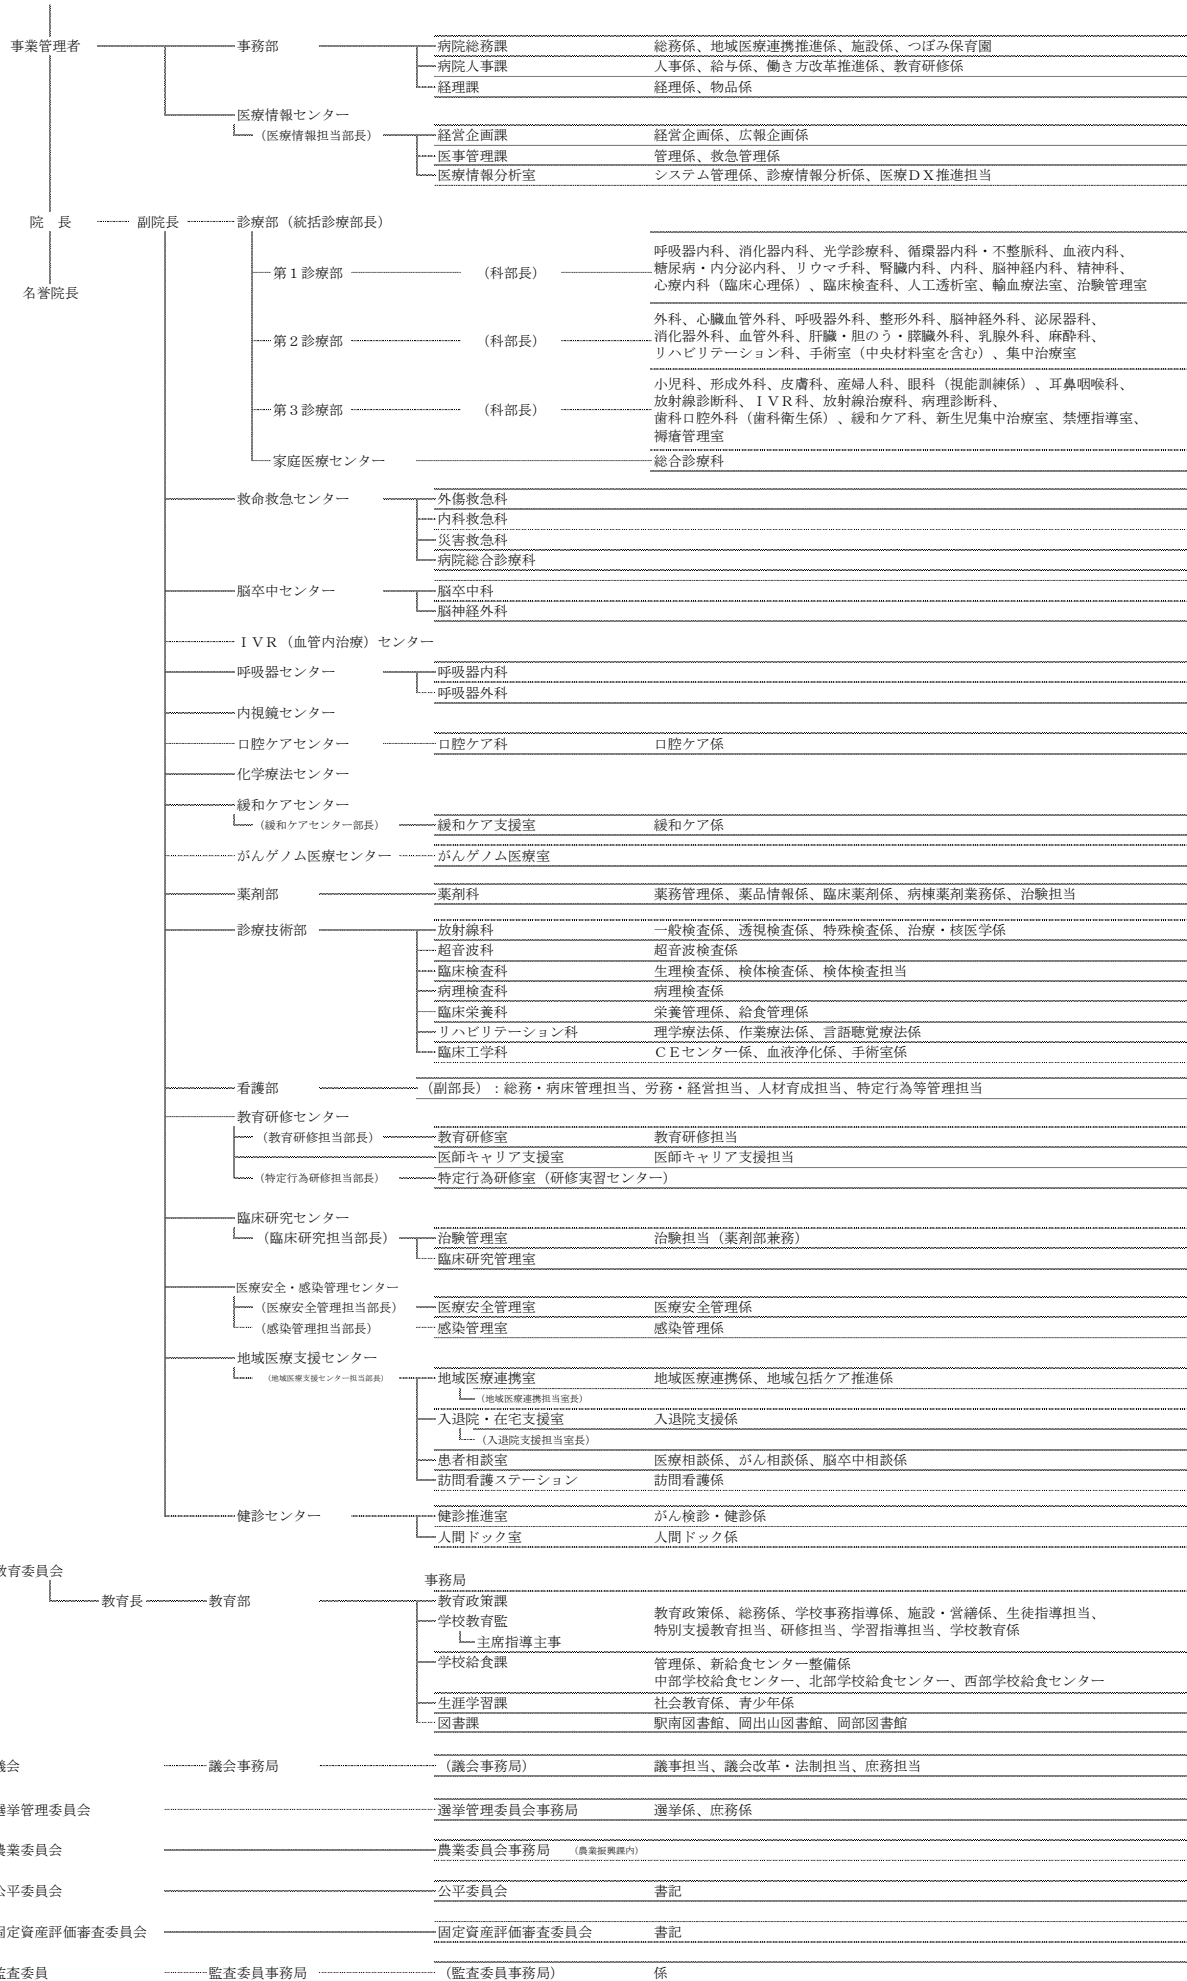 事業管理者 事務部 病院総務課 総務係、地域医療連携推進係、施設係、つぼみ保育園
病院人事課 人事係、給与係、働き方改革推進係、教育研修係
経理課 経理係、物品係
医療情報センター
（医療情報担当部長） 経営企画課 経営企画係、広報企画係
医事管理課 管理係、救急管理係
医療情報分析室 システム管理係、診療情報分析係、医療ＤＸ推進担当
院　長 副院長 診療部（統括診療部長）
呼吸器内科、消化器内科、光学診療科、循環器内科・不整脈科、血液内科、
第１診療部 （科部長） 糖尿病・内分泌内科、リウマチ科、腎臓内科、内科、脳神経内科、精神科、
心療内科（臨床心理係）、臨床検査科、人工透析室、輸血療法室、治験管理室
名誉院長
外科、心臓血管外科、呼吸器外科、整形外科、脳神経外科、泌尿器科、
第２診療部 （科部長） 消化器外科、血管外科、肝臓・胆のう・膵臓外科、乳腺外科、麻酔科、
リハビリテーション科、手術室（中央材料室を含む）、集中治療室
小児科、形成外科、皮膚科、産婦人科、眼科（視能訓練係）、耳鼻咽喉科、
放射線診断科、ＩＶＲ科、放射線治療科、病理診断科、
第３診療部 （科部長） 歯科口腔外科（歯科衛生係）、緩和ケア科、新生児集中治療室、禁煙指導室、
褥瘡管理室
家庭医療センター 総合診療科
救命救急センター 外傷救急科
内科救急科
災害救急科
病院総合診療科
脳卒中センター 脳卒中科
脳神経外科
ＩＶＲ（血管内治療）センター
呼吸器センター 呼吸器内科
呼吸器外科
内視鏡センター
口腔ケアセンター 口腔ケア科 口腔ケア係
化学療法センター
緩和ケアセンター
（緩和ケアセンター部長） 緩和ケア支援室 緩和ケア係
がんゲノム医療センター がんゲノム医療室
薬剤部 薬剤科 薬務管理係、薬品情報係、臨床薬剤係、病棟薬剤業務係、治験担当
診療技術部 放射線科 一般検査係、透視検査係、特殊検査係、治療・核医学係
超音波科 超音波検査係
臨床検査科 生理検査係、検体検査係、検体検査担当
病理検査科 病理検査係
臨床栄養科 栄養管理係、給食管理係
リハビリテーション科 理学療法係、作業療法係、言語聴覚療法係
臨床工学科 ＣＥセンター係、血液浄化係、手術室係
看護部 （副部長）：総務・病床管理担当、労務・経営担当、人材育成担当、特定行為等管理担当
教育研修センター
（教育研修担当部長） 教育研修室 教育研修担当
医師キャリア支援室 医師キャリア支援担当
（特定行為研修担当部長） 特定行為研修室（研修実習センター）
臨床研究センター
（臨床研究担当部長） 治験管理室 治験担当（薬剤部兼務）
臨床研究管理室
医療安全・感染管理センター
（医療安全管理担当部長） 医療安全管理室 医療安全管理係
（感染管理担当部長） 感染管理室 感染管理係
地域医療支援センター
（地域医療支援センター担当部長） 地域医療連携室 地域医療連携係、地域包括ケア推進係
（地域医療連携担当室長）
入退院・在宅支援室 入退院支援係
（入退院支援担当室長）
患者相談室 医療相談係、がん相談係、脳卒中相談係
訪問看護ステーション 訪問看護係
健診センター 健診推進室 がん検診・健診係
人間ドック室 人間ドック係
教育委員会
事務局
教育長 教育部 教育政策課
学校教育監 教育政策係、総務係、学校事務指導係、施設・営繕係、生徒指導担当、
特別支援教育担当、研修担当、学習指導担当、学校教育係
主席指導主事
学校給食課 管理係、新給食センター整備係
中部学校給食センター、北部学校給食センター、西部学校給食センター
生涯学習課 社会教育係、青少年係
図書課 駅南図書館、岡出山図書館、岡部図書館
議会 議会事務局 （議会事務局） 議事担当、議会改革・法制担当、庶務担当
選挙管理委員会 選挙管理委員会事務局 選挙係、庶務係
農業委員会 農業委員会事務局 （農業振興課内）
公平委員会 公平委員会 書記
固定資産評価審査委員会 固定資産評価審査委員会 書記
監査委員 監査委員事務局 （監査委員事務局） 係